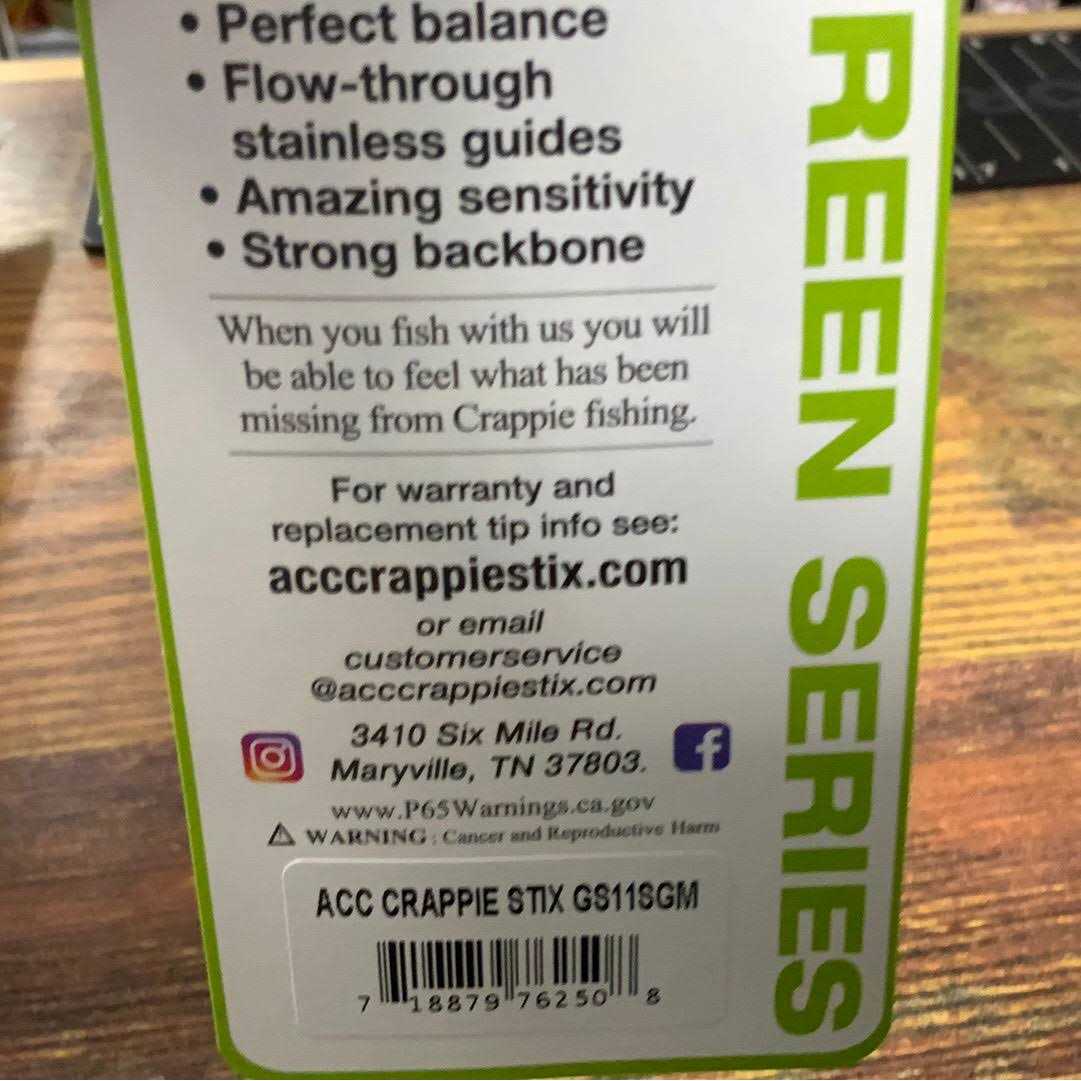 • Perfect balance
• Flow-through
stainless guides
• Amazing sensitivity
• Strong backbone
When you fish with us you will
be able to feel what has been
missing from Crappie fishing.
For warranty and
replacement tip info see:
acccrappiestix.com
or email
customerservice
@acccrappiestix.com
3410 Six Mile Rd.
Maryville, TN 37803.
www.P65Warnings.ca.gov
⚠ WARNING : Cancer and Reproductive Harm
ACC CRAPPIE STIX GS11SGM
7 18879 76250 8
REEN SERIES